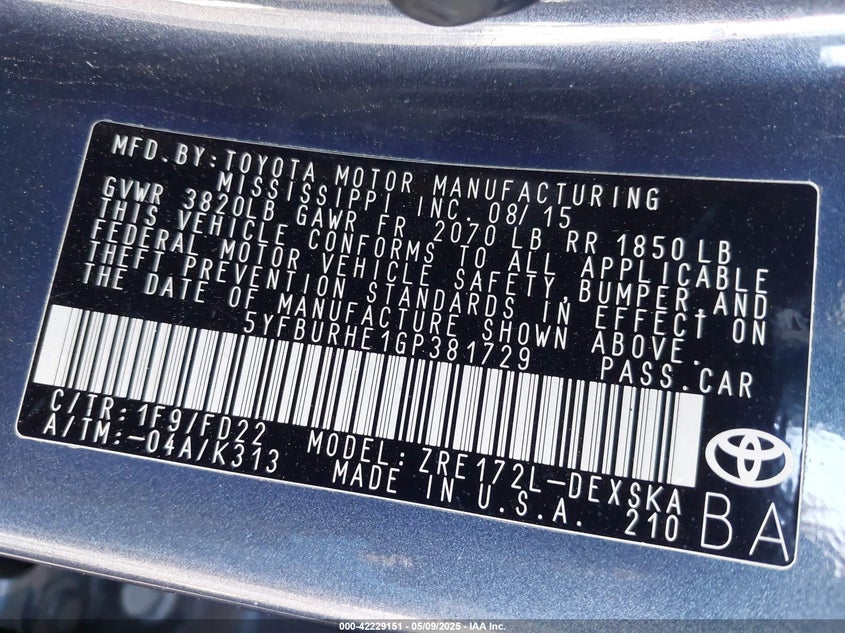 MFD.BY:TOYOTA MOTOR MANUFACTURING
MISSISSIPPI INC. 08/15
GVWR 3820LB GAWR FR 2070 LB RR 1850 LB
THIS VEHICLE CONFORMS TO ALL APPLICABLE
FEDERAL MOTOR VEHICLE SAFETY,BUMPER,AND
THEFT PREVENTION STANDARDS IN EFFECT ON
THE DATE OF MANUFACTURE SHOWN ABOVE.
5YFBURHE1GP381729 PASS.CAR
C/TR:1F9/FD22 MODEL:ZRE172L-DEXSKA
A/TM:-04A/K313 MADE IN U.S.A. 210
BA
000-42229151 | 05/09/2025 | IAA Inc.